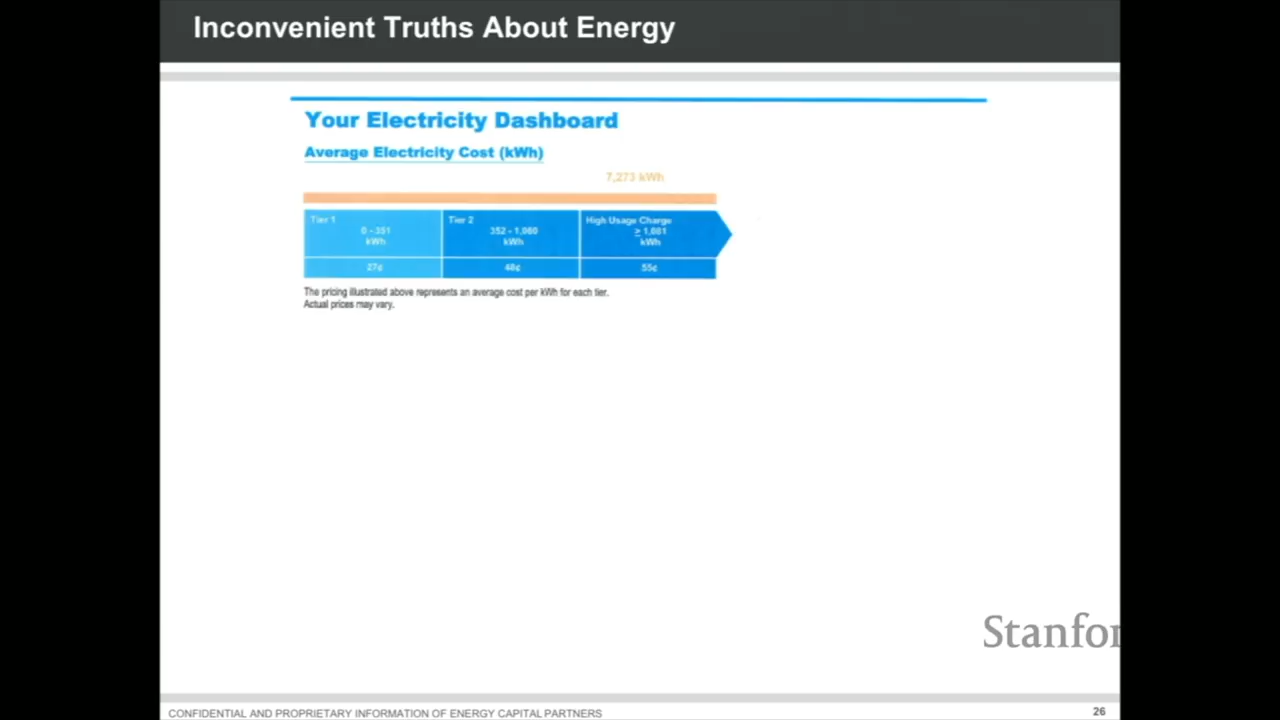 Inconvenient Truths About Energy
Your Electricity Dashboard
Average Electricity Cost (kWh)
7,273 kWh
Tier 1
0 - 351
kWh
Tier 2
352 - 1,080
kWh
High Usage Charge
≥ 1,081
kWh
27¢
48¢
55¢
The pricing illustrated above represents an average cost per kWh for each tier.
Actual prices may vary.
Stanfor
CONFIDENTIAL AND PROPRIETARY INFORMATION OF ENERGY CAPITAL PARTNERS
26